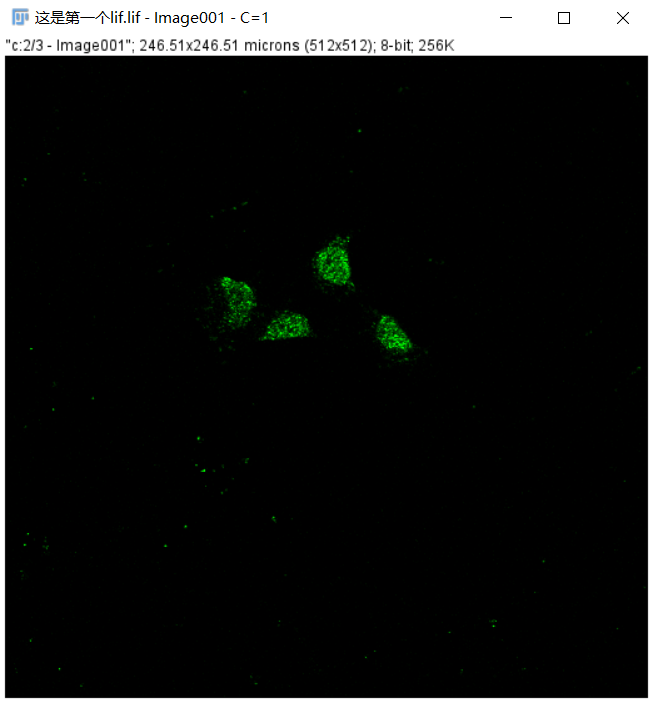 这是第一个lif.lif - Image001 - C=1
"c:2/3 - Image001"; 246.51x246.51 microns (512x512); 8-bit; 256K